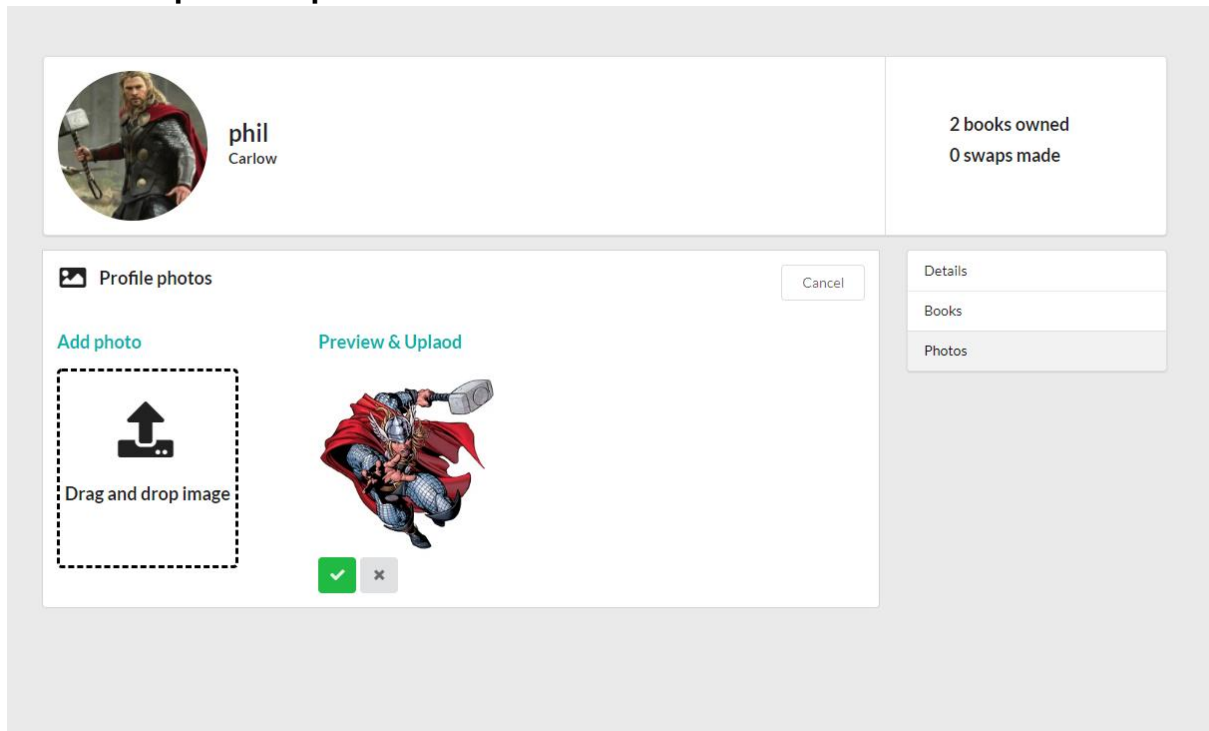 phil
Carlow
2 books owned
0 swaps made
Profile photos
Cancel
Add photo
Preview & Uplaod
Drag and drop image
Details
Books
Photos